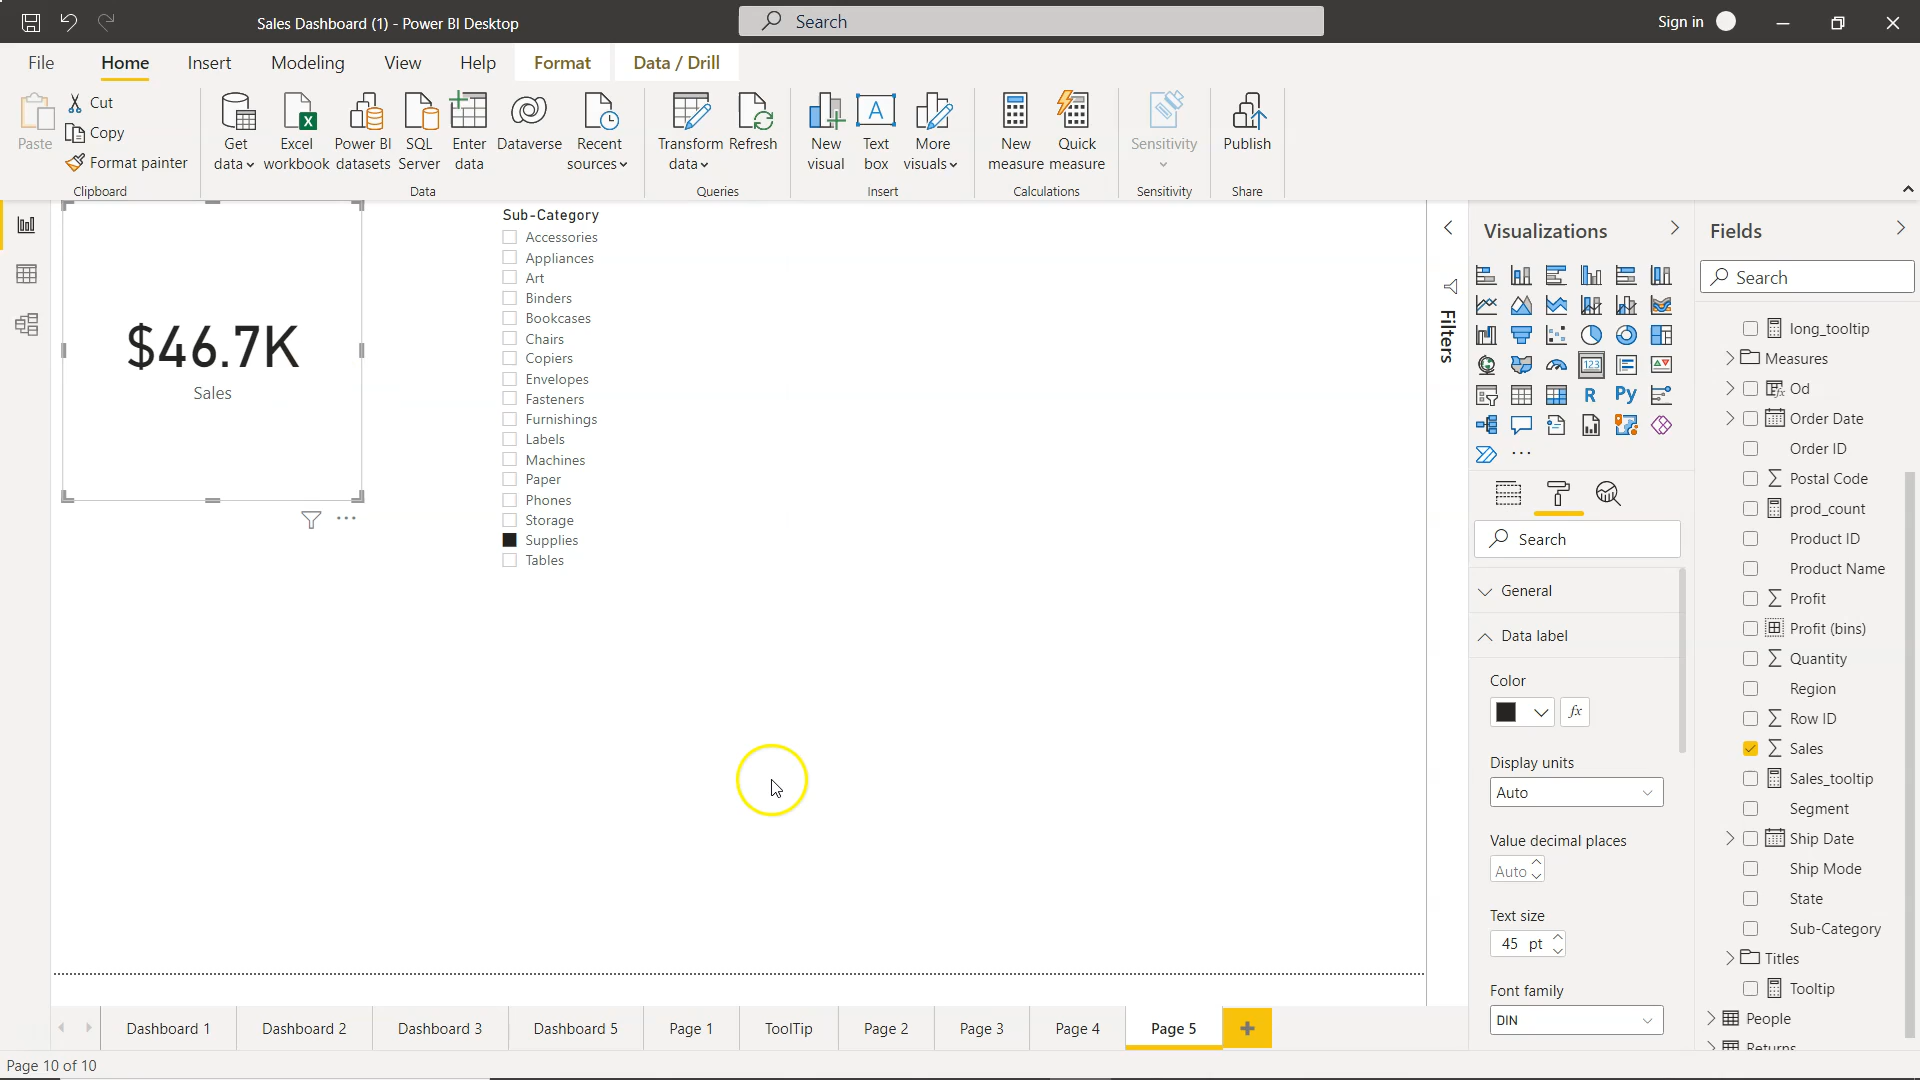 Sales Dashboard (1) - Power BI Desktop
Search
Sign in
File
Home
Insert
Modeling
View
Help
Format
Data / Drill
Paste
Cut
Copy
Format painter
Clipboard
Get
data
Excel
workbook
Power BI
datasets
SQL
Server
Enter
data
Dataverse
Recent
sources
Data
Transform
data
Refresh
Queries
New
visual
A
Text
box
More
visuals
Insert
New
measure
Quick
measure
Calculations
Sensitivity
Sensitivity
Publish
Share
$46.7K
Sales
Sub-Category
Accessories
Appliances
Art
Binders
Bookcases
Chairs
Copiers
Envelopes
Fasteners
Furnishings
Labels
Machines
Paper
Phones
Storage
Supplies
Tables
Filters
Visualizations
123
R
Py
Search
General
Data label
Color
fx
Display units
Auto
Value decimal places
Auto
Text size
45 pt
Font family
DIN
Fields
Search
long_tooltip
Measures
Od
Order Date
Order ID
Postal Code
prod_count
Product ID
Product Name
Profit
Profit (bins)
Quantity
Region
Row ID
Sales
Sales_tooltip
Segment
Ship Date
Ship Mode
State
Sub-Category
Titles
Tooltip
People
Returns
Dashboard 1
Dashboard 2
Dashboard 3
Dashboard 5
Page 1
ToolTip
Page 2
Page 3
Page 4
Page 5
Page 10 of 10